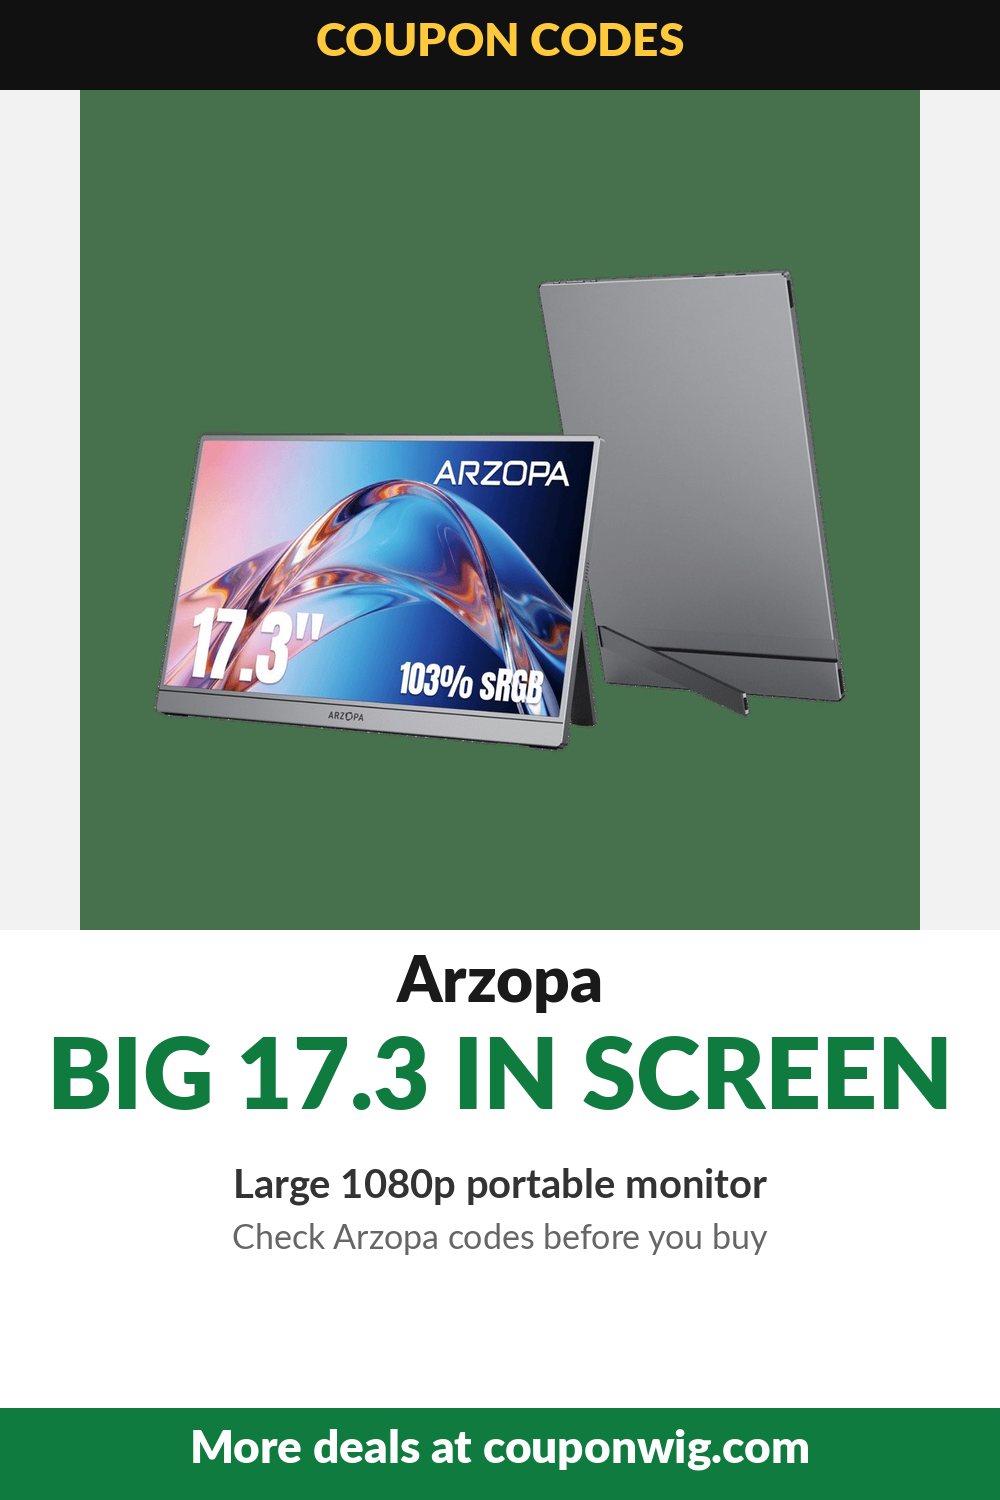 COUPON CODES
ARZOPA
17.3"
103% sRGB
ARZOPA
Arzopa
BIG 17.3 IN SCREEN
Large 1080p portable monitor
Check Arzopa codes before you buy
More deals at couponwig.com